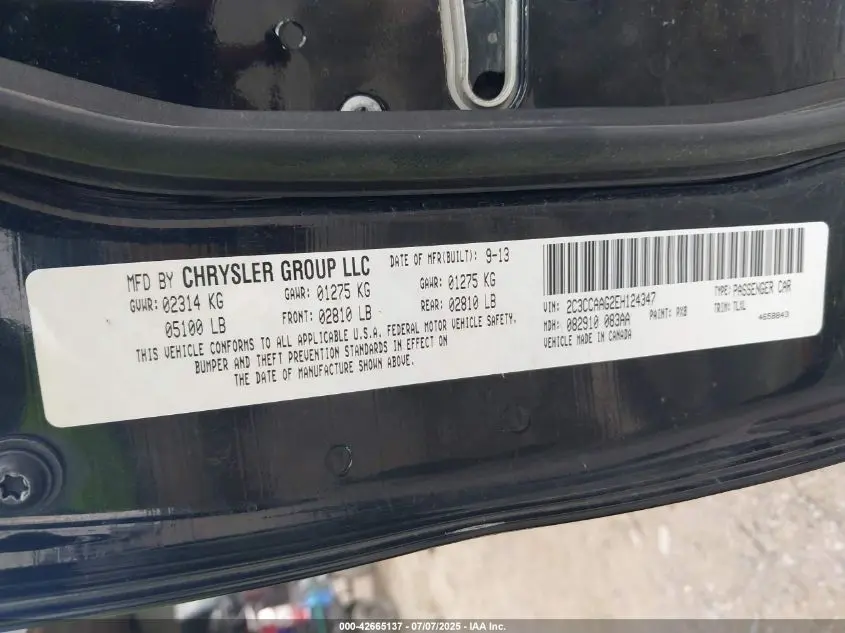 MFD BY CHRYSLER GROUP LLC DATE OF MFR(BUILT): 9-13
GVWR: 02314 KG GAWR: 01275 KG GAWR: 01275 KG
05100 LB FRONT: 02810 LB REAR: 02810 LB
THIS VEHICLE CONFORMS TO ALL APPLICABLE U.S.A. FEDERAL MOTOR VEHICLE SAFETY,
BUMPER AND THEFT PREVENTION STANDARDS IN EFFECT ON
THE DATE OF MANUFACTURE SHOWN ABOVE.
VIN: 2C3CCAAG2EH124347 TYPE: PASSENGER CAR
MDH: 082910 083AA PAINT: PX8 TRIM: TLXL
VEHICLE MADE IN CANADA 4658843
000-42665137 - 07/07/2025 - IAA Inc.